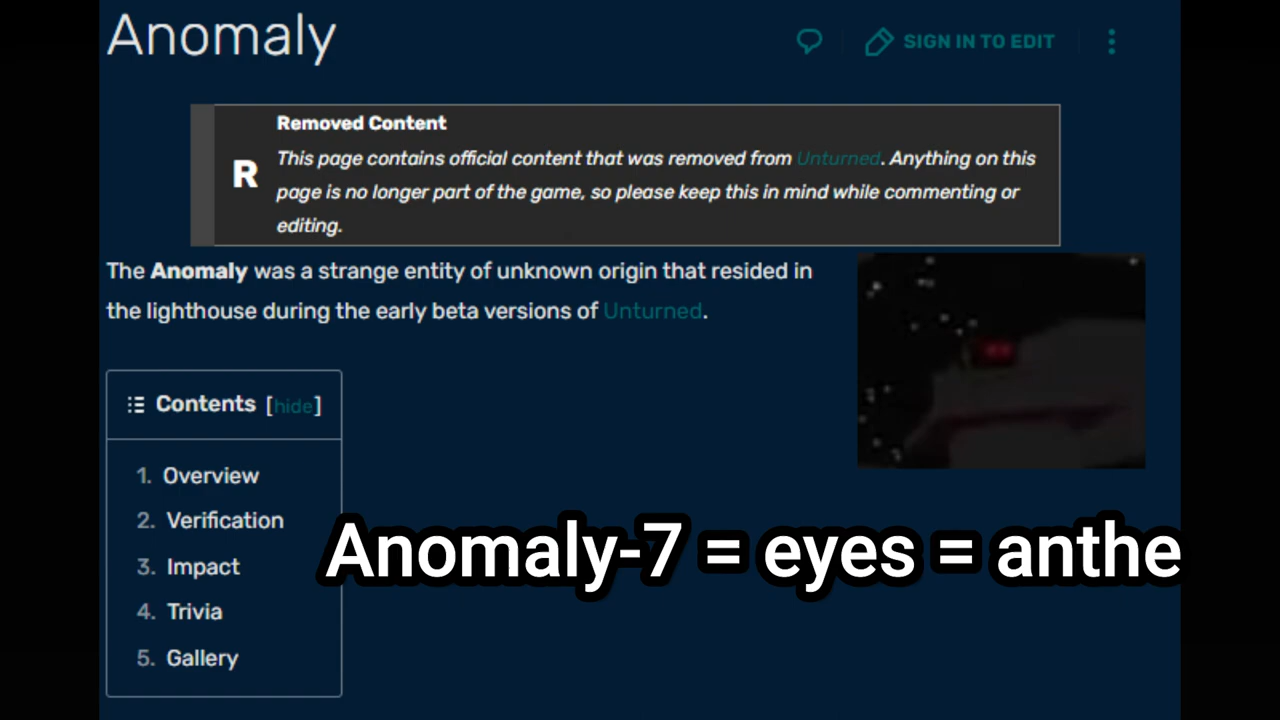 Anomaly
SIGN IN TO EDIT
Removed Content
R
This page contains official content that was removed from Unturned. Anything on this
page is no longer part of the game, so please keep this in mind while commenting or
editing.
The Anomaly was a strange entity of unknown origin that resided in
the lighthouse during the early beta versions of Unturned.
Contents [hide]
1. Overview
2. Verification
3. Impact
4. Trivia
5. Gallery
Anomaly-7 = eyes = anthe